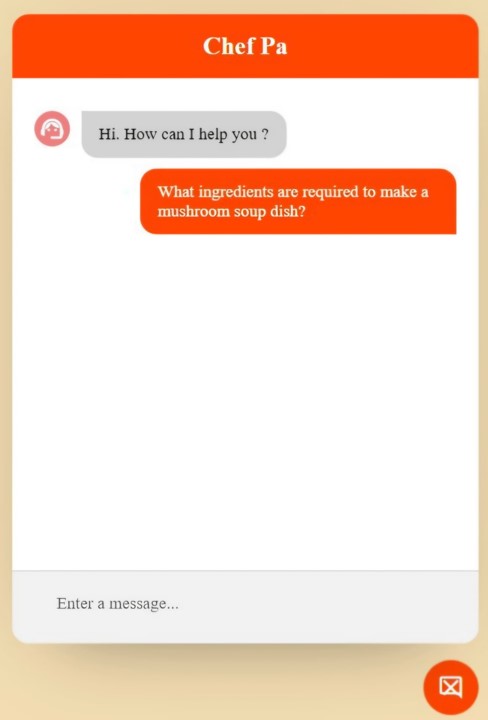 Chef Pa
Hi. How can I help you ?
What ingredients are required to make a
mushroom soup dish?
Enter a message...